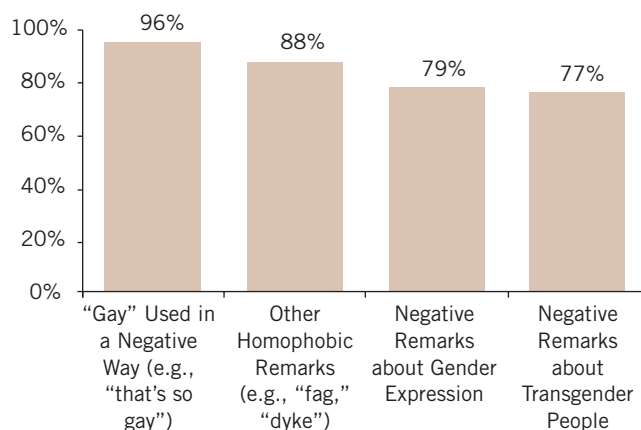 100%
80%
60%
40%
20%
0%
96%
88%
79%
77%
“Gay” Used in
a Negative
Way (e.g.,
“that’s so
gay”)
Other
Homophobic
Remarks
(e.g., “fag,”
“dyke”)
Negative
Remarks
about Gender
Expression
Negative
Remarks
about
Transgender
People